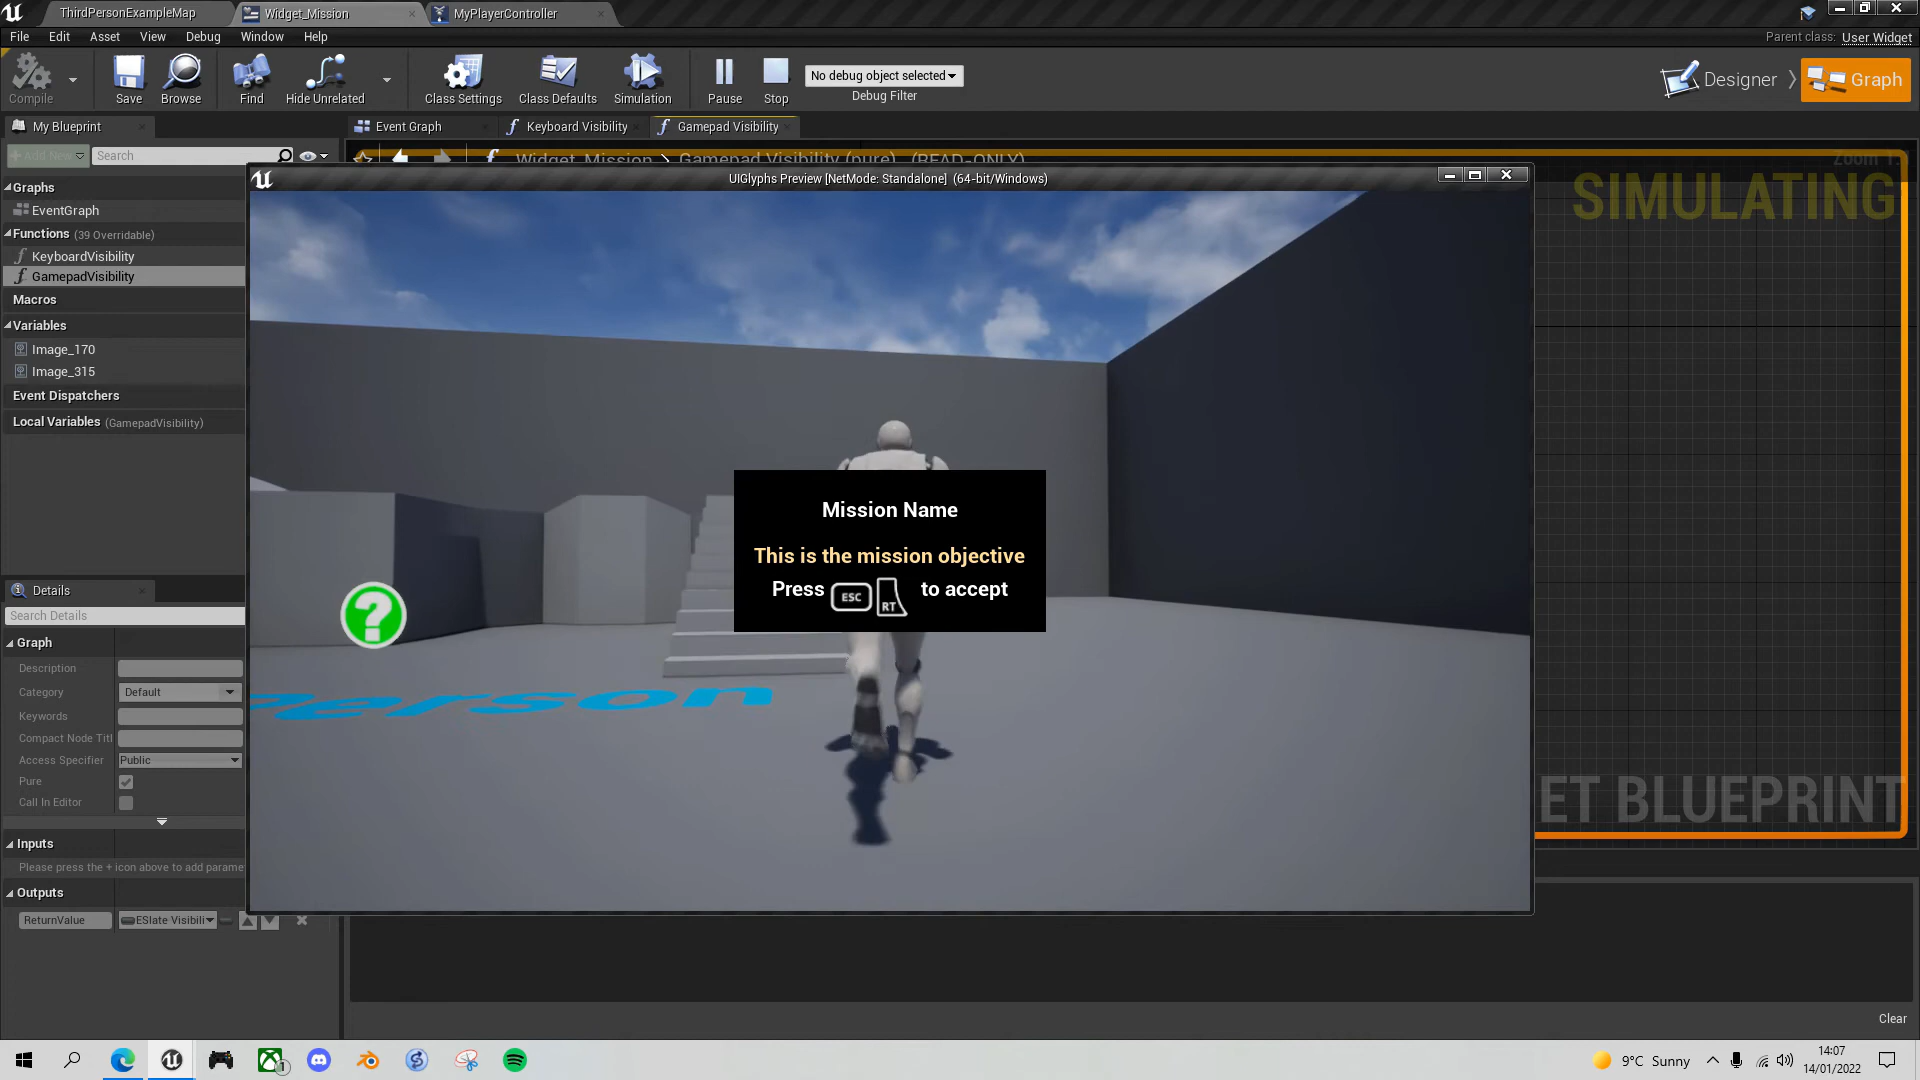 ThirdPersonExampleMap
Widget_Mission
MyPlayerController
File Edit Asset View Debug Window Help
Parent class: User Widget
Compile
Save
Browse
Find
Hide Unrelated
Class Settings
Class Defaults
Simulation
Pause
Stop
No debug object selected
Debug Filter
Designer
Graph
My Blueprint
Event Graph
Keyboard Visibility
Gamepad Visibility
Add New
Search
Widget_Mission > Gamepad Visibility (pure) (READ-ONLY)
UIGlyphs Preview [NetMode: Standalone] (64-bit/Windows)
SIMULATING
Graphs
EventGraph
Functions (39 Overridable)
KeyboardVisibility
GamepadVisibility
Macros
Variables
Image_170
Image_315
Event Dispatchers
Local Variables (GamepadVisibility)
Mission Name
This is the mission objective
Press ESC RT to accept
?
Person
ET BLUEPRINT
Details
Search Details
Graph
Description
Category Default
Keywords
Compact Node Titl
Access Specifier Public
Pure
Call In Editor
Inputs
Please press the + icon above to add parame
Outputs
ReturnValue
ESlate Visibili
Clear
1
9°C Sunny
14:07
14/01/2022